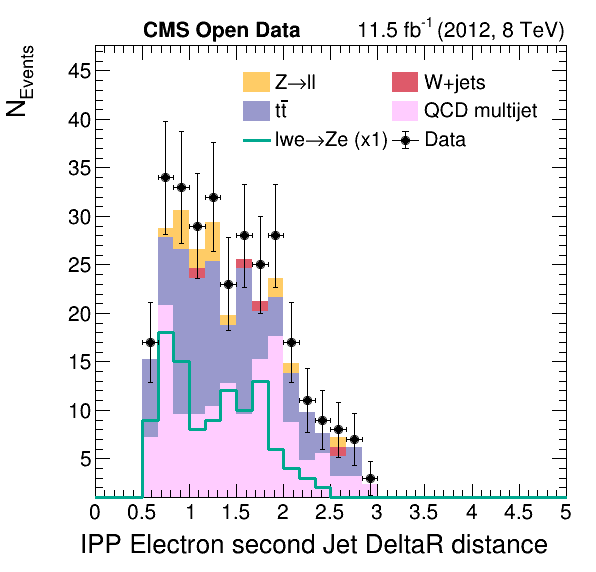 CMS Open Data 11.5 fb⁻¹ (2012, 8 TeV)
N_Events
Z→ll W+jets
tt̄ QCD multijet
lwe→Ze (x1) Data
45
40
35
30
25
20
15
10
5
0 0.5 1 1.5 2 2.5 3 3.5 4 4.5 5
IPP Electron second Jet DeltaR distance